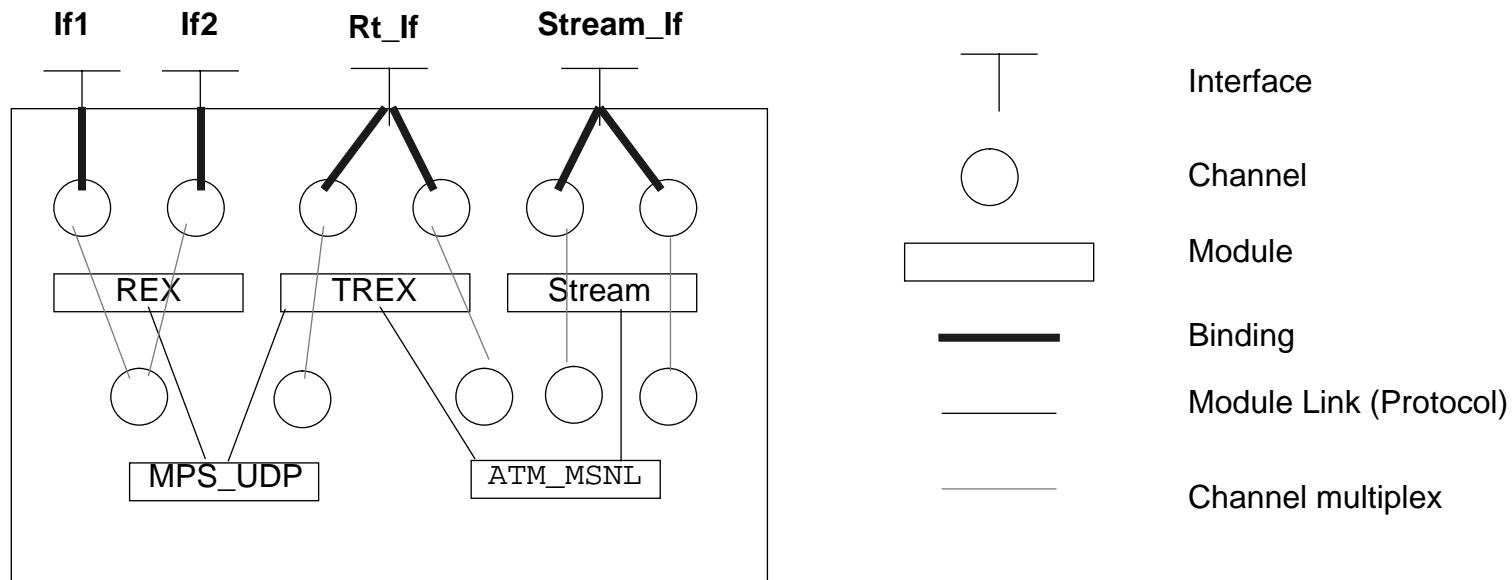 If1 If2 Rt_If Stream_If
Interface
Channel
Module
REX TREX Stream
Binding
Module Link (Protocol)
MPS_UDP ATM_MSNL
Channel multiplex